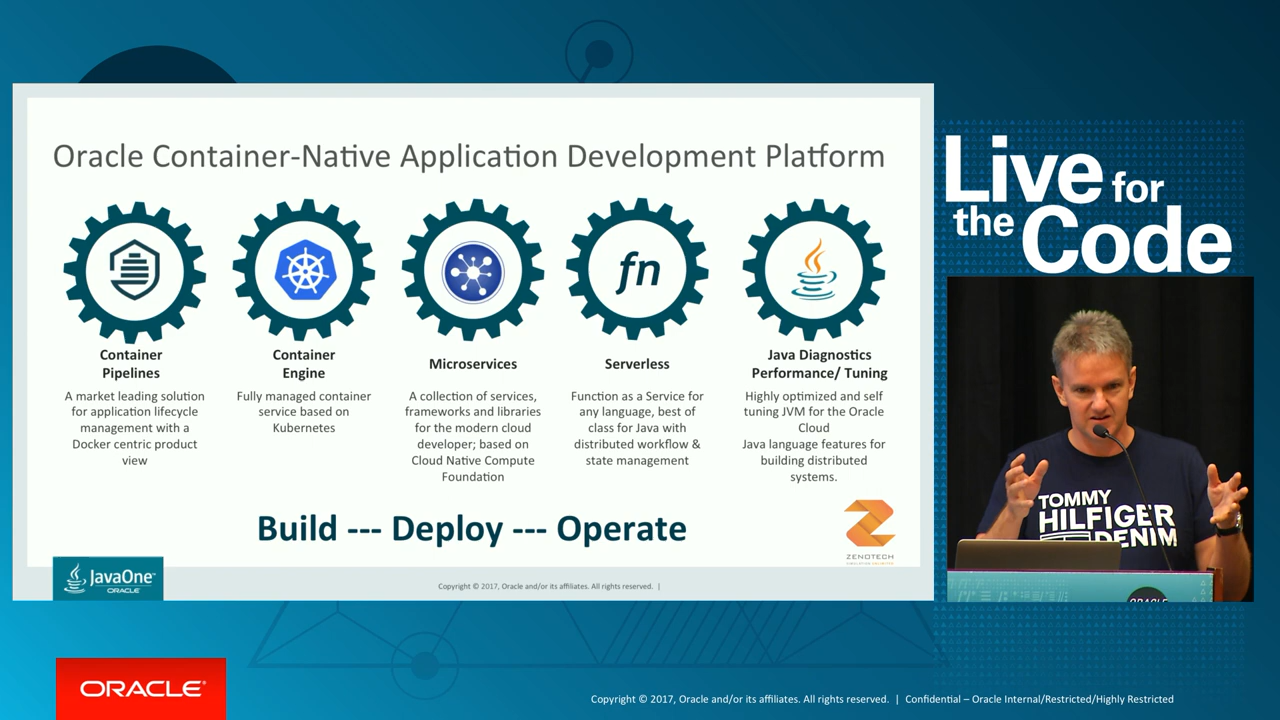 Oracle Container-Native Application Development Platform
fn
Container
Pipelines
A market leading solution
for application lifecycle
management with a
Docker centric product
view
Container
Engine
Fully managed container
service based on
Kubernetes
Microservices
A collection of services,
frameworks and libraries
for the modern cloud
developer; based on
Cloud Native Compute
Foundation
Serverless
Function as a Service for
any language, best of
class for Java with
distributed workflow &
state management
Java Diagnostics
Performance/ Tuning
Highly optimized and self
tuning JVM for the Oracle
Cloud
Java language features for
building distributed
systems.
Build --- Deploy --- Operate
ZENOTECH
JavaOne™
ORACLE
Copyright © 2017, Oracle and/or its affiliates. All rights reserved. |
Live for
the Code
TOMMY
HILFIGER
DENIM
ORACLE
ORACLE®
Copyright © 2017, Oracle and/or its affiliates. All rights reserved. | Confidential – Oracle Internal/Restricted/Highly Restricted